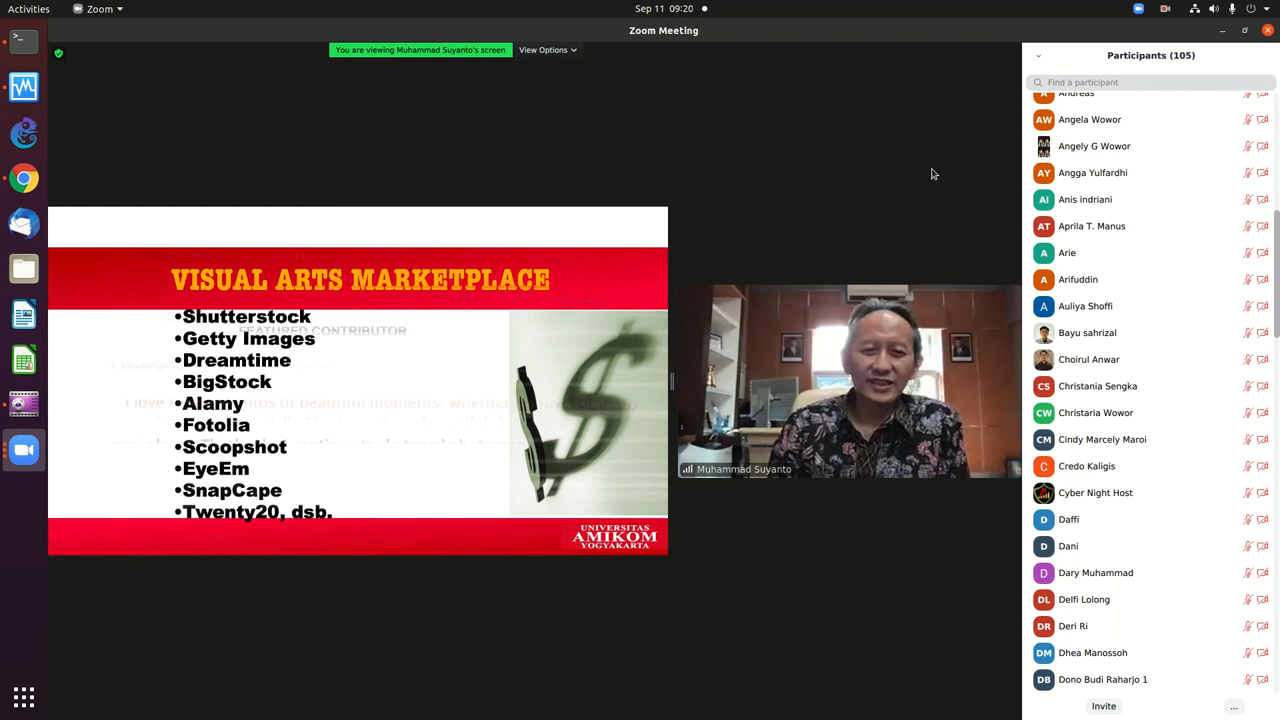 Activities
Zoom
Sep 11 09:20
Zoom Meeting
You are viewing Muhammad Suyanto's screen
View Options
VISUAL ARTS MARKETPLACE
FEATURED CONTRIBUTOR
•Shutterstock
•Getty Images
•Dreamtime
•BigStock
•Alamy
•Fotolia
•Scoopshot
•EyeEm
•SnapCape
•Twenty20, dsb.
UNIVERSITAS
AMIKOM
YOGYAKARTA
Muhammad Suyanto
Participants (105)
Find a participant
A Andreas
AW Angela Wowor
Angely G Wowor
AY Angga Yulfardhi
Ai Anis indriani
AT Aprila T. Manus
A Arie
A Arifuddin
A Auliya Shoffi
Bayu sahrizal
Choirul Anwar
CS Christania Sengka
CW Christaria Wowor
CM Cindy Marcely Maroi
C Credo Kaligis
Cyber Night Host
D Daffi
D Dani
D Dary Muhammad
DL Delfi Lolong
DR Deri Ri
DM Dhea Manossoh
DB Dono Budi Raharjo 1
Invite
...